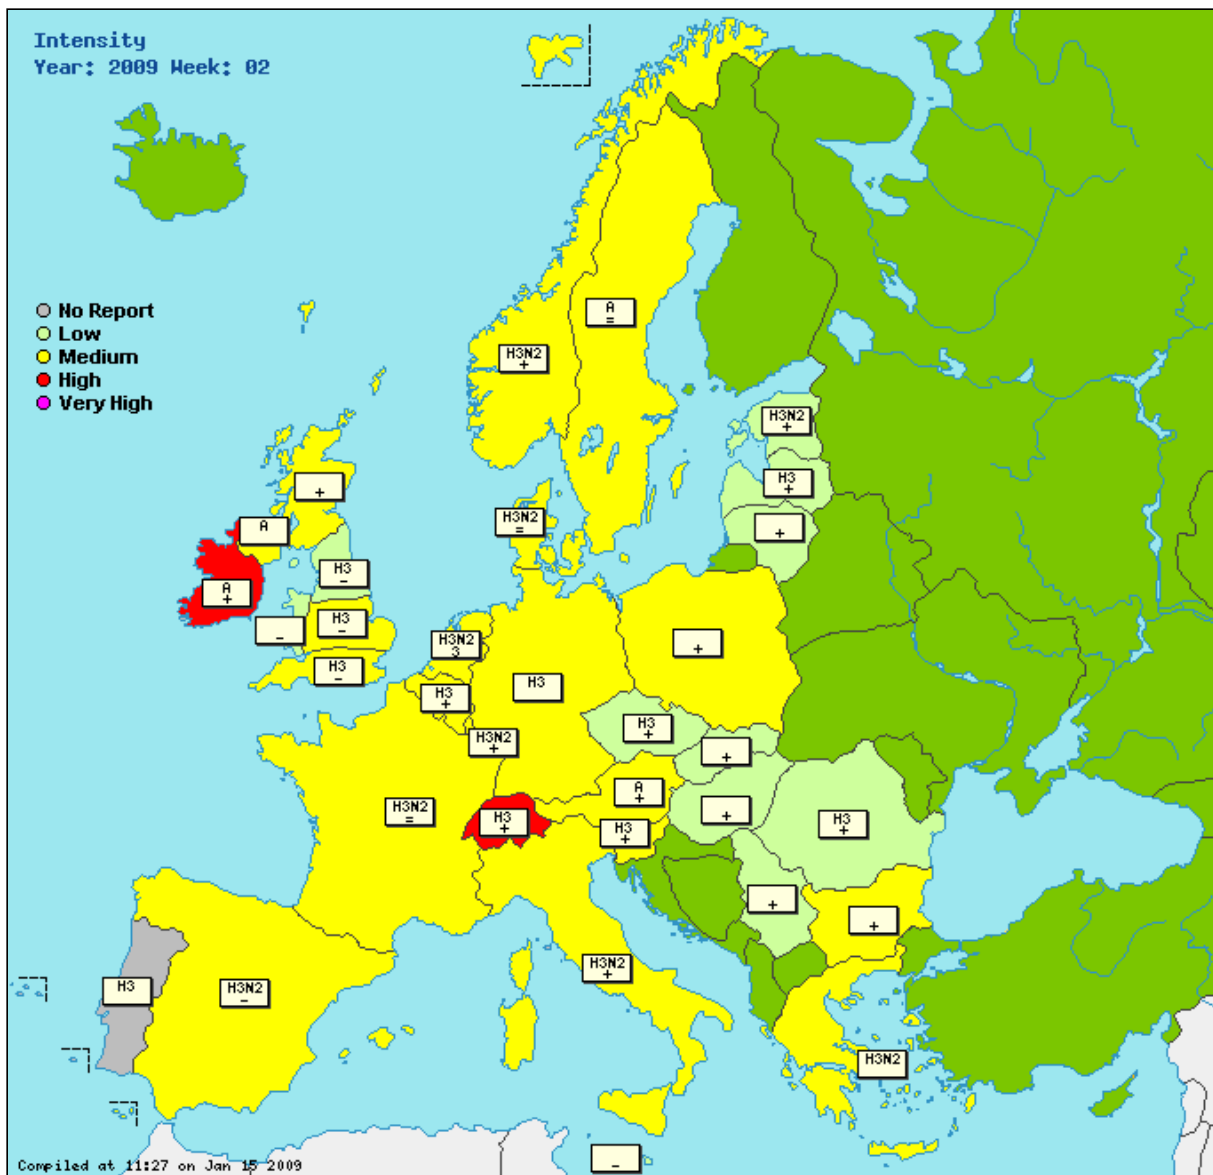 Intensity
Year: 2009 Week: 02
No Report
Low
Medium
High
Very High
A
=
H3N2
+
H3N2
+
H3
+
+
+
A
H3N2
=
H3
-
A
+
-
H3
-
H3
-
H3N2
3
+
H3
H3
+
H3N2
+
H3
+
+
A
+
+
H3N2
=
H3
+
H3
+
H3
+
+
+
H3N2
+
H3
H3N2
-
H3N2
-
Compiled at 11:27 on Jan 15 2009